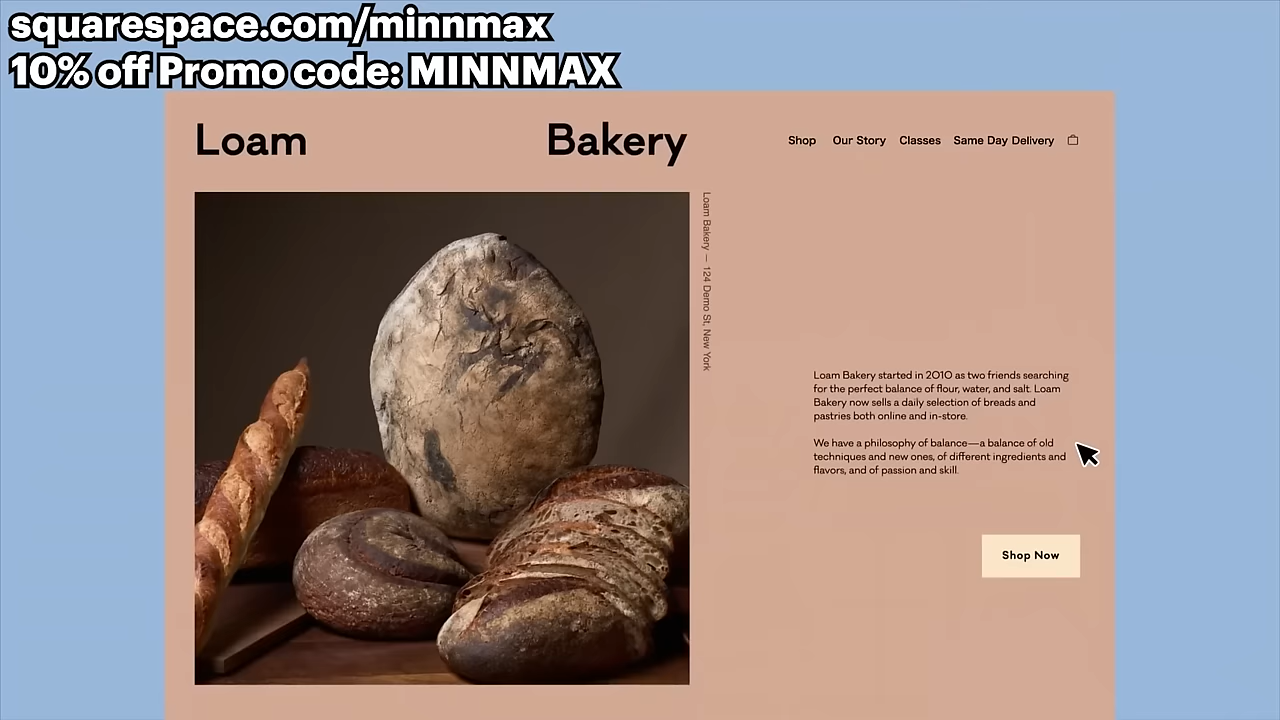 squarespace.com/minnmax
10% off Promo code: MINNMAX
Loam Bakery
Shop Our Story Classes Same Day Delivery
Loam Bakery — 124 Demo St, New York
Loam Bakery started in 2010 as two friends searching
for the perfect balance of flour, water, and salt. Loam
Bakery now sells a daily selection of breads and
pastries both online and in-store.
We have a philosophy of balance—a balance of old
techniques and new ones, of different ingredients and
flavors, and of passion and skill.
Shop Now